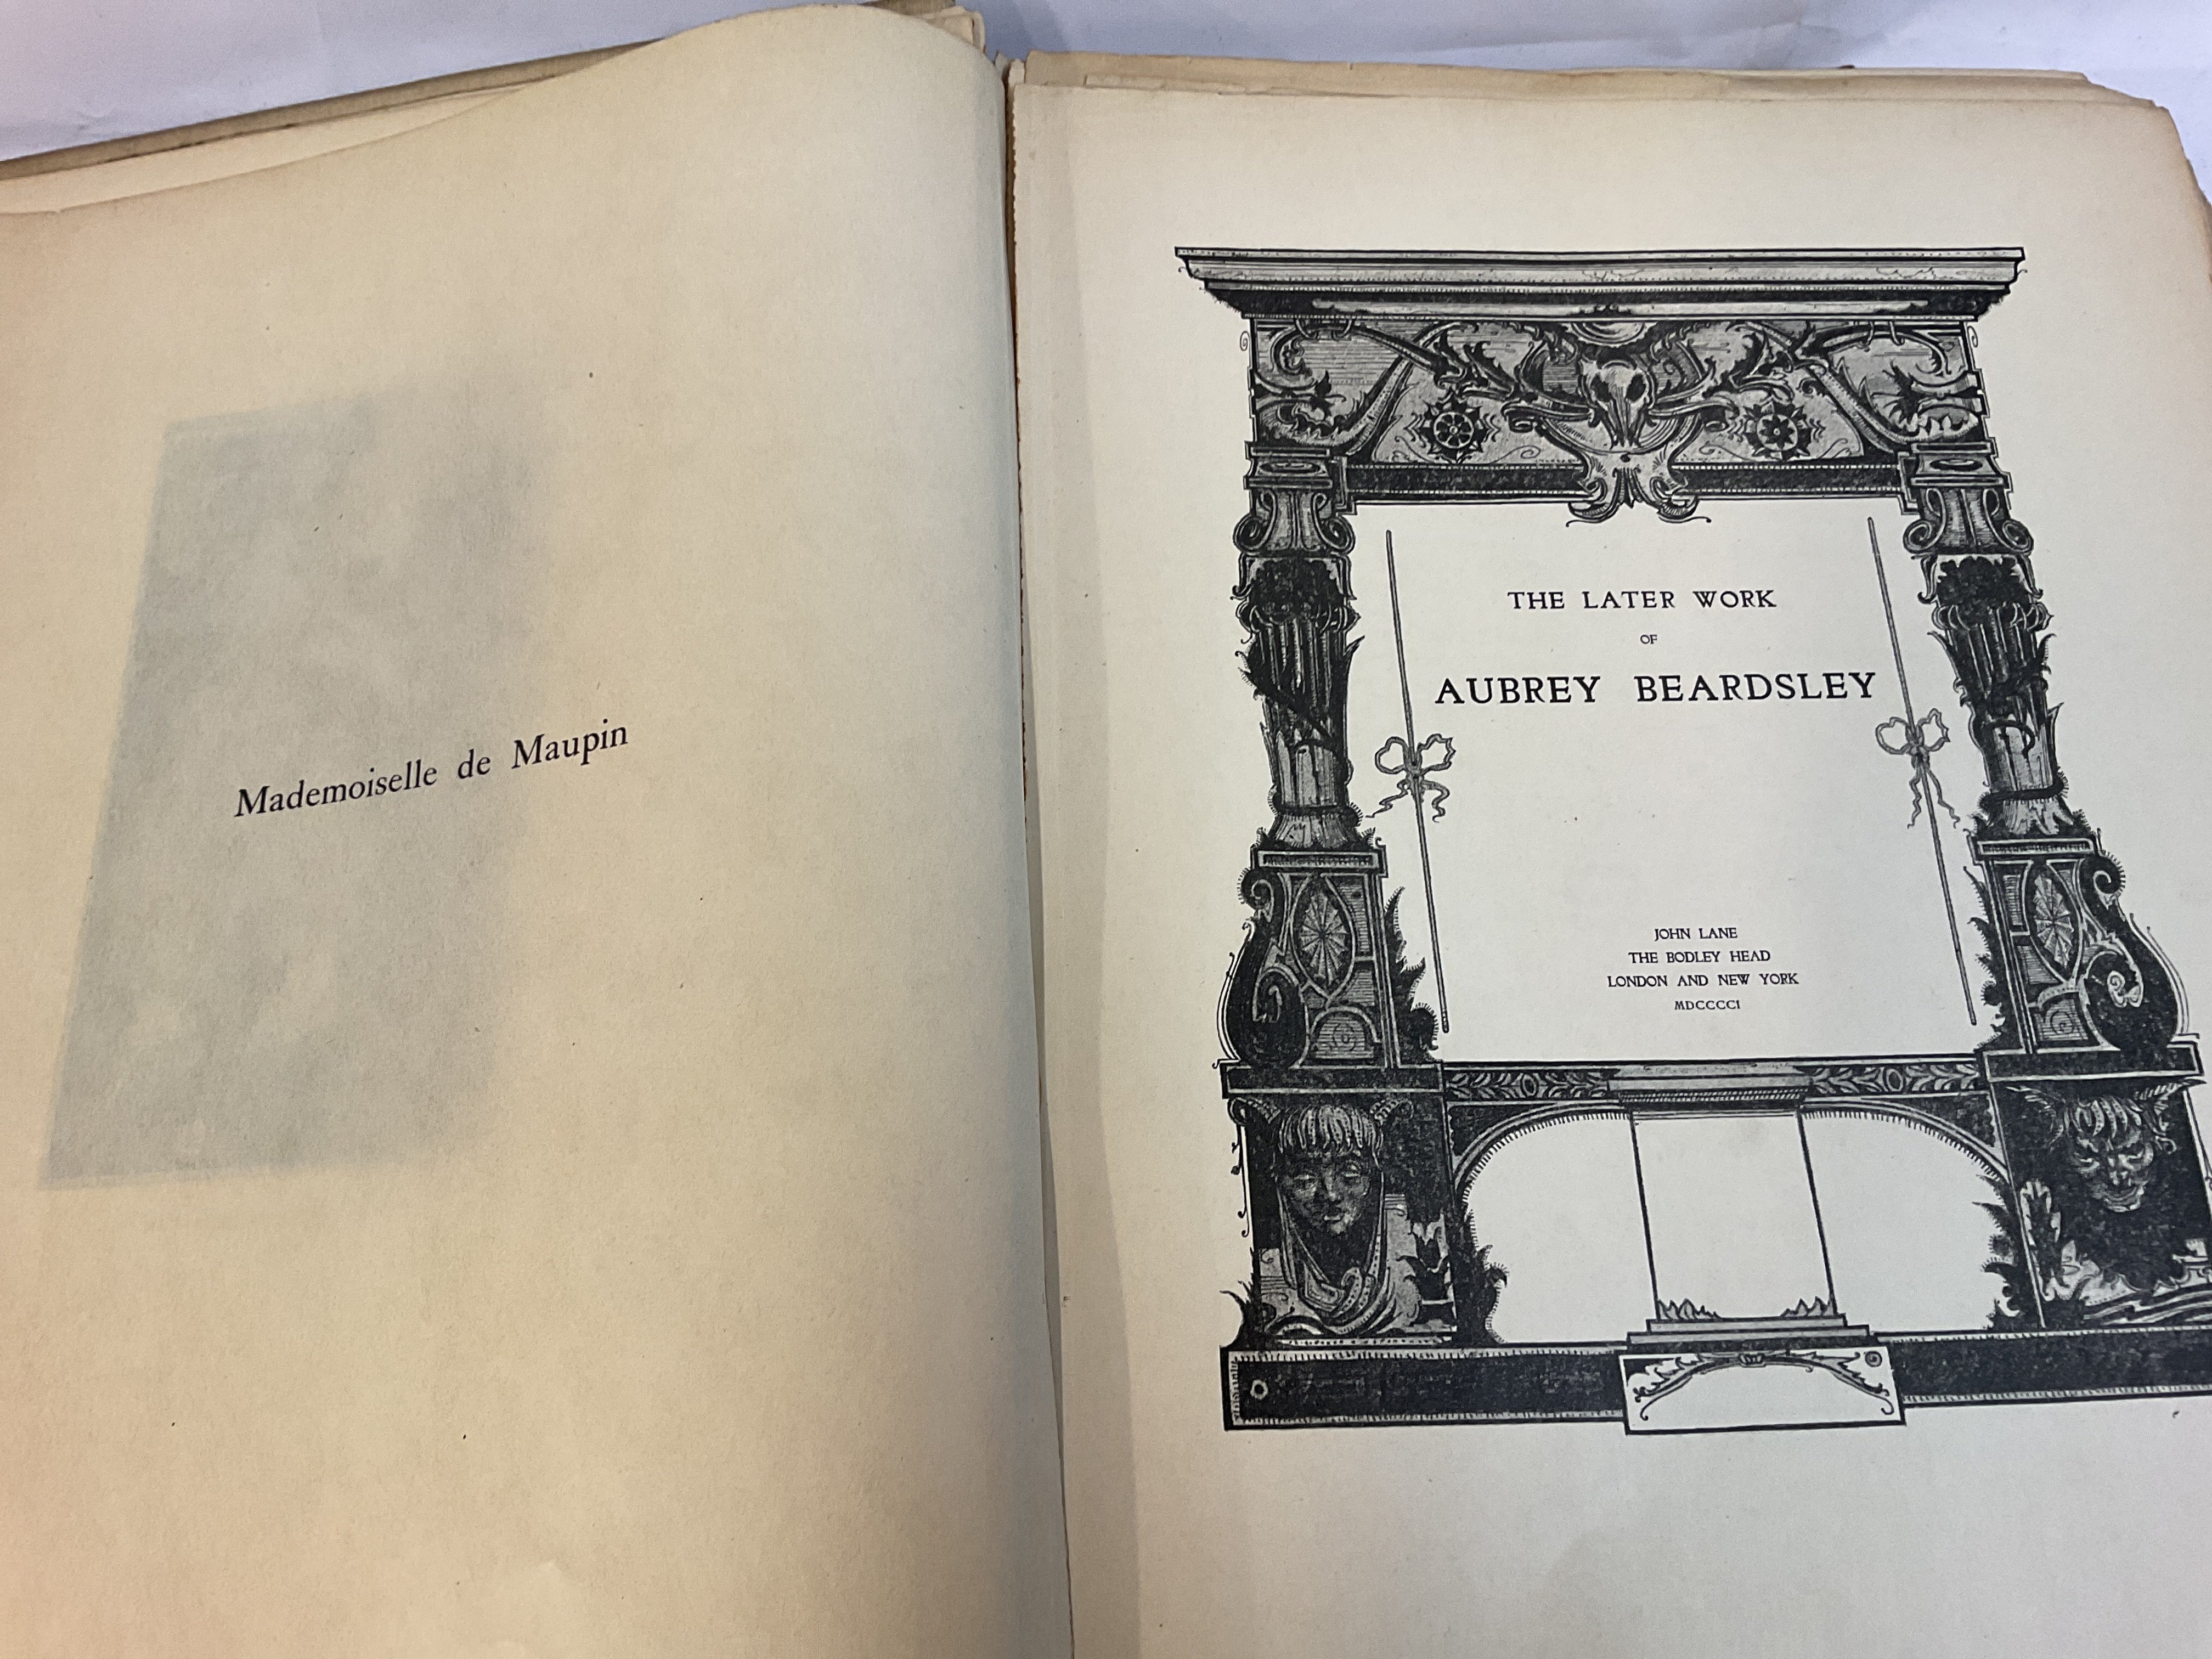 Mademoiselle de Maupin
THE LATER WORK
OF
AUBREY BEARDSLEY
JOHN LANE
THE BODLEY HEAD
LONDON AND NEW YORK
MDCCCCI